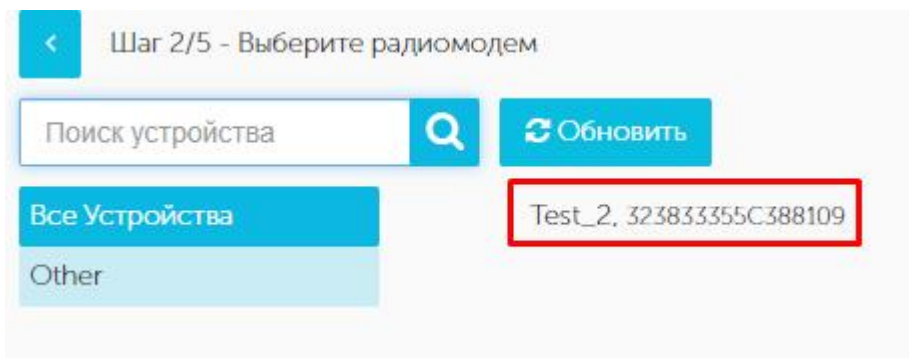 Шаг 2/5 - Выберите радиомодем
Поиск устройства
Обновить
Все Устройства
Test_2, 323833355C388109
Other